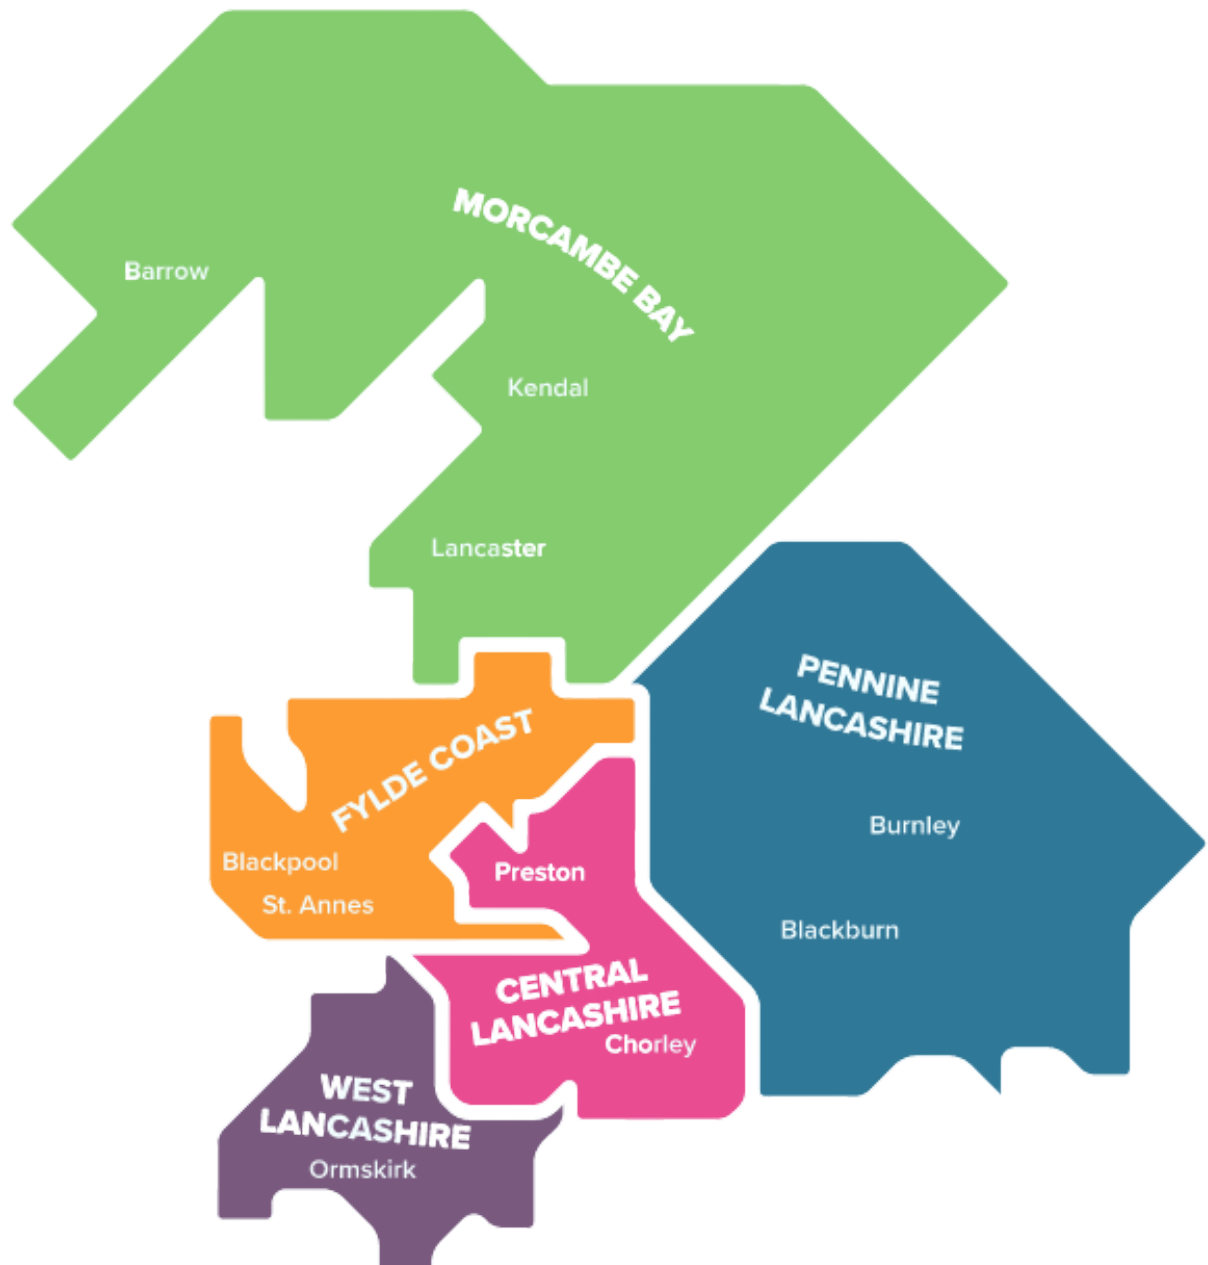 MORCAMBE BAY
Barrow
Kendal
Lancaster
PENNINE
LANCASHIRE
Burnley
Blackburn
FYLDE COAST
Blackpool
St. Annes
Preston
CENTRAL
LANCASHIRE
Chorley
WEST
LANCASHIRE
Ormskirk